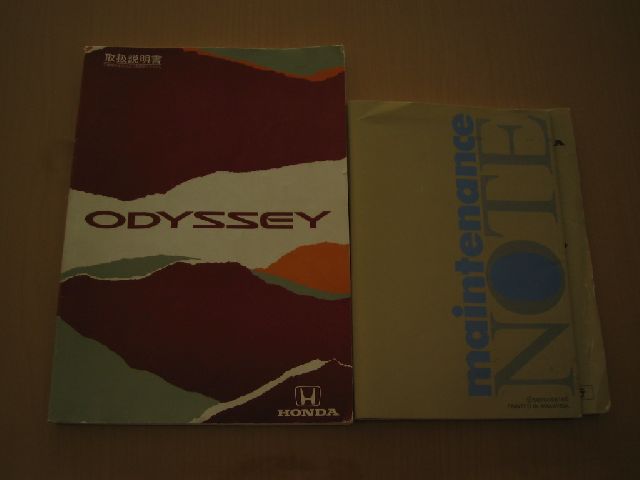 取扱説明書
ODYSSEY
HONDA
maintenance
NOTE
A